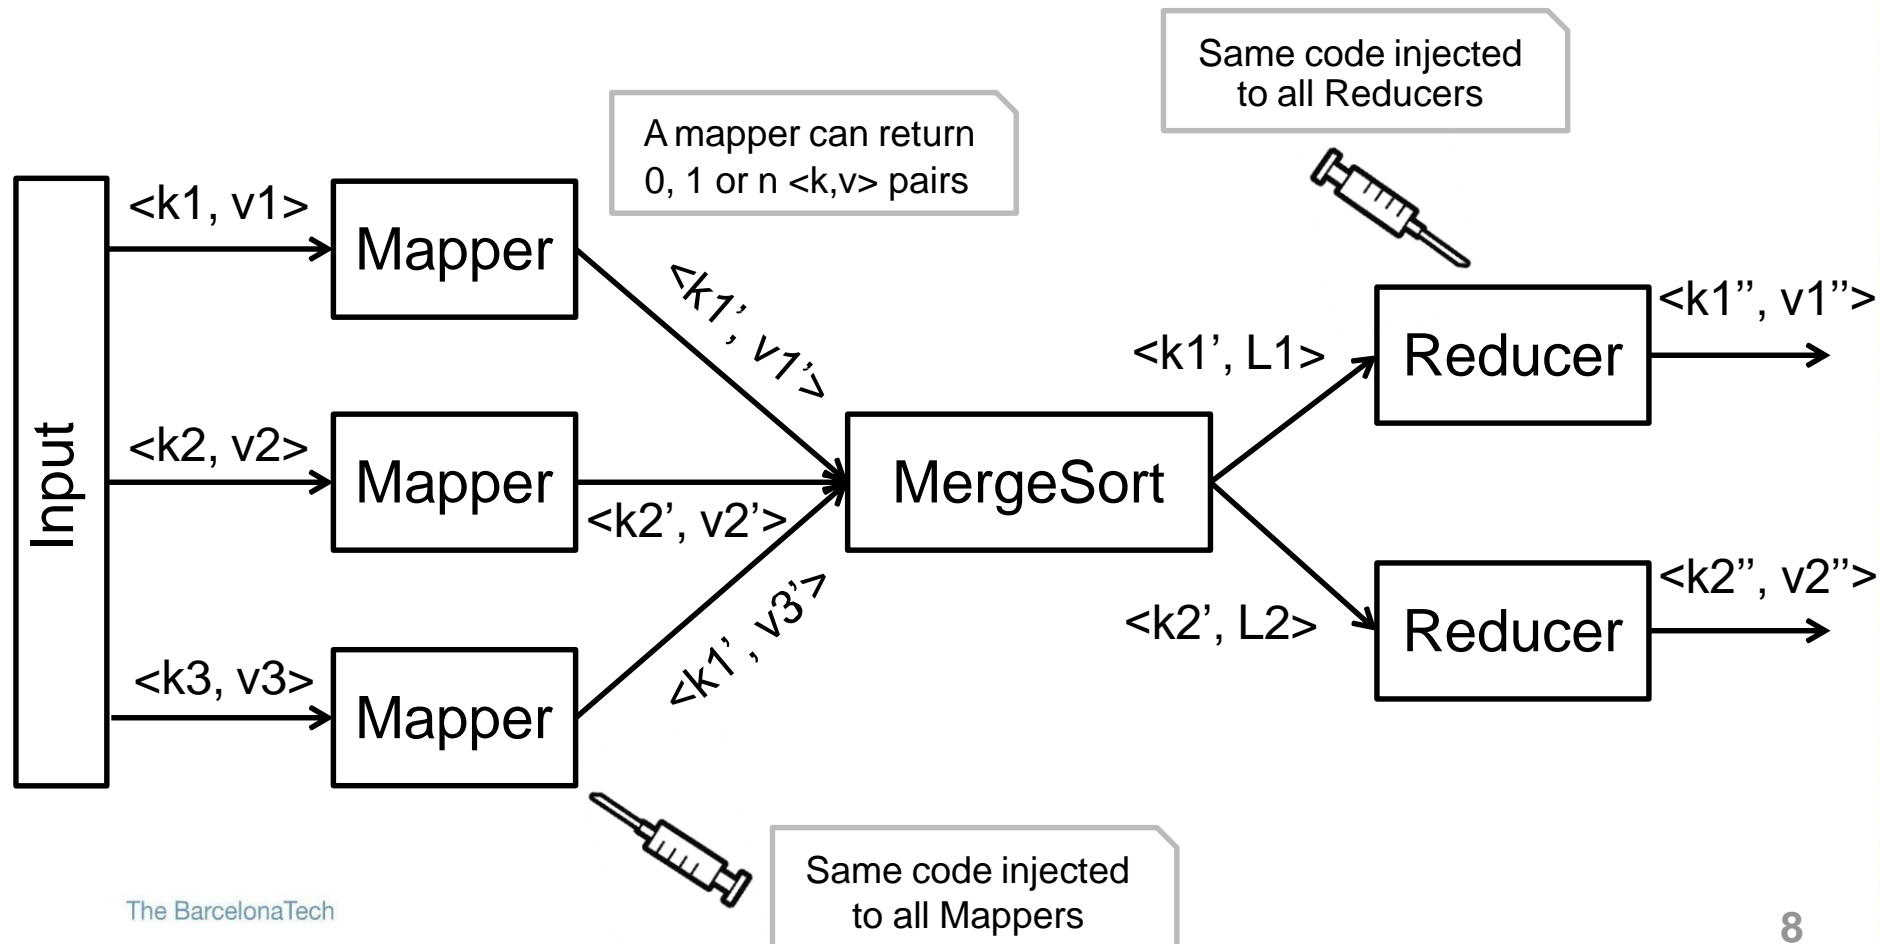 Same code injected
to all Reducers
A mapper can return
0, 1 or n <k,v> pairs
Input
<k1, v1>
Mapper
<k1’, v1’>
<k2, v2>
Mapper
<k2’, v2’>
<k3, v3>
Mapper
<k1’, v3’>
MergeSort
<k1’, L1>
Reducer
<k1’’, v1’’>
<k2’, L2>
Reducer
<k2’’, v2’’>
Same code injected
to all Mappers
The BarcelonaTech
8